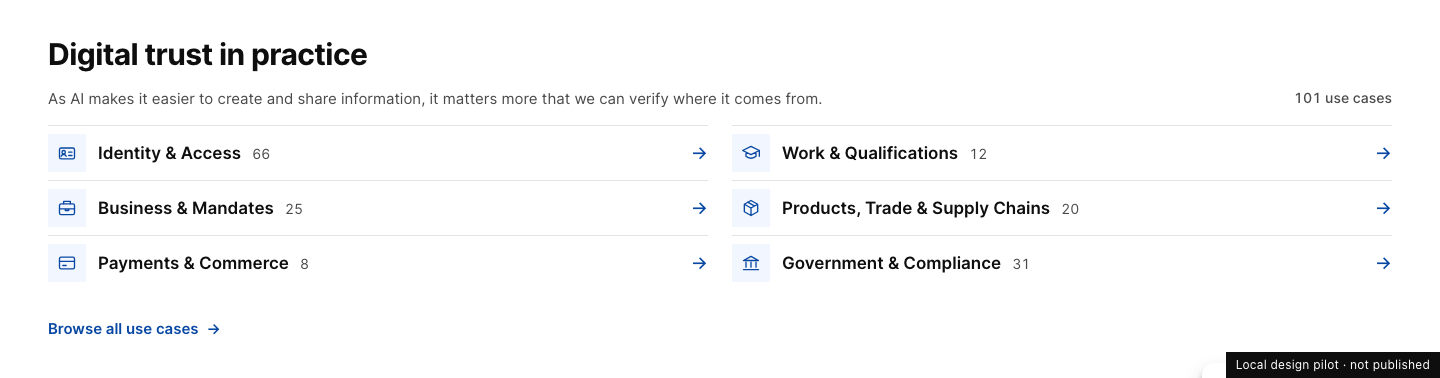 Digital trust in practice
As AI makes it easier to create and share information, it matters more that we can verify where it comes from.
101 use cases
Identity & Access 66
Work & Qualifications 12
Business & Mandates 25
Products, Trade & Supply Chains 20
Payments & Commerce 8
Government & Compliance 31
Browse all use cases
Local design pilot · not published